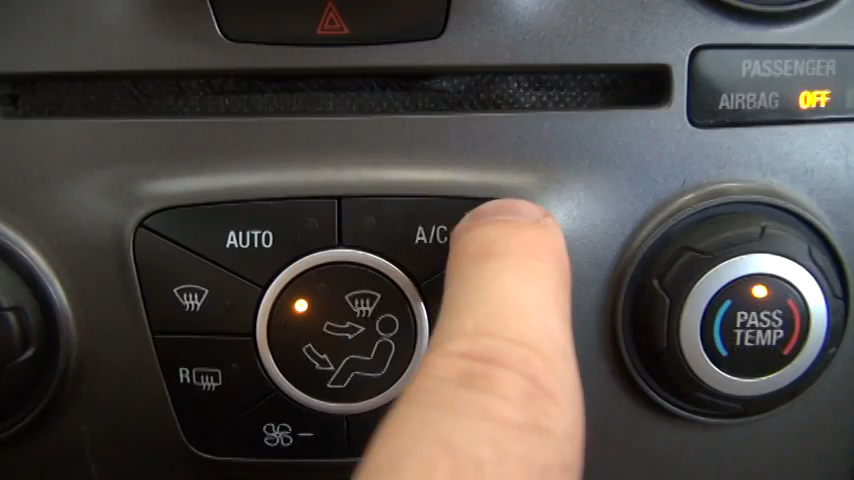 PASSENGER
AIRBAG OFF
AUTO
A/C
R
PASS
TEMP